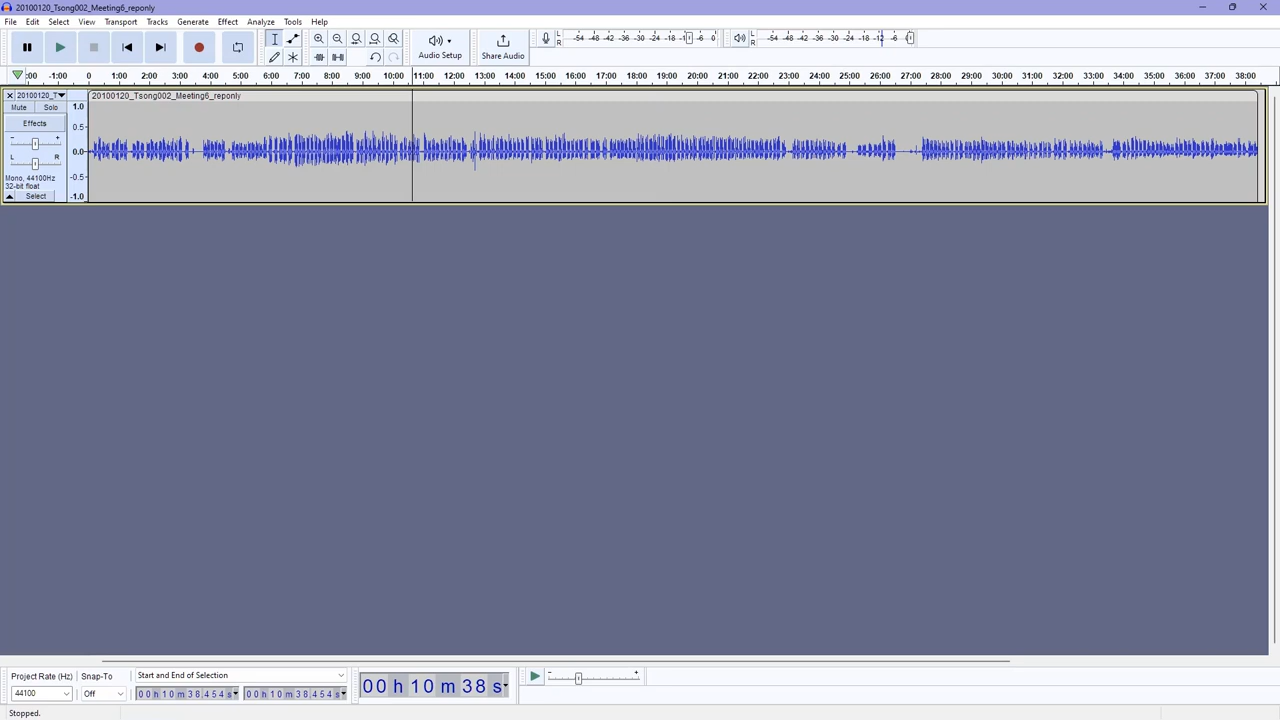 20100120_Tsong002_Meeting6_reponly
File Edit Select View Transport Tracks Generate Effect Analyze Tools Help
Audio Setup
Share Audio
L R -54 -48 -42 -36 -30 -24 -18 -6 0
L R -54 -48 -42 -36 -30 -24 -18 -12 -6
-1:00 0 1:00 2:00 3:00 4:00 5:00 6:00 7:00 8:00 9:00 10:00 11:00 12:00 13:00 14:00 15:00 16:00 17:00 18:00 19:00 20:00 21:00 22:00 23:00 24:00 25:00 26:00 27:00 28:00 29:00 30:00 31:00 32:00 33:00 34:00 35:00 36:00 37:00 38:00
20100120_T
20100120_Tsong002_Meeting6_reponly
Mute Solo
Effects
- +
L R
Mono, 44100Hz
32-bit float
Select
1.0
0.5
0.0
-0.5
-1.0
Project Rate (Hz) Snap-To
Start and End of Selection
44100 Off
00 h 10 m 38.454 s 00 h 10 m 38.454 s
00 h 10 m 38 s
- +
Stopped.